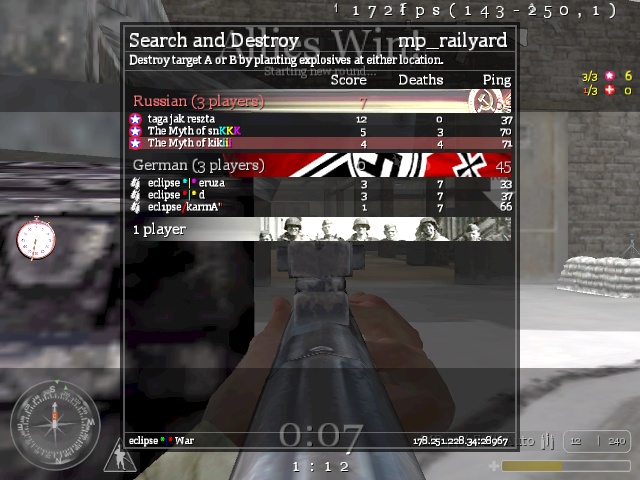 172fps(143-250,1)
Allies Win!
Search and Destroy mp_railyard
Destroy target A or B by planting explosives at either location.
Starting new round...
Score Deaths Ping
3/3 6
1/3 0
Russian (3 players) 7
taga jak reszta 12 0 37
The Myth of snKKK 5 3 70
The Myth of kikiii 4 4 71
German (3 players) 0 45
eclipse eruza 3 7 33
eclipse d 3 7 37
eclipse/karmA' 1 7 66
1 player
0:07
eclipse War 178.251.228.34:28967
12 | 240
1:12